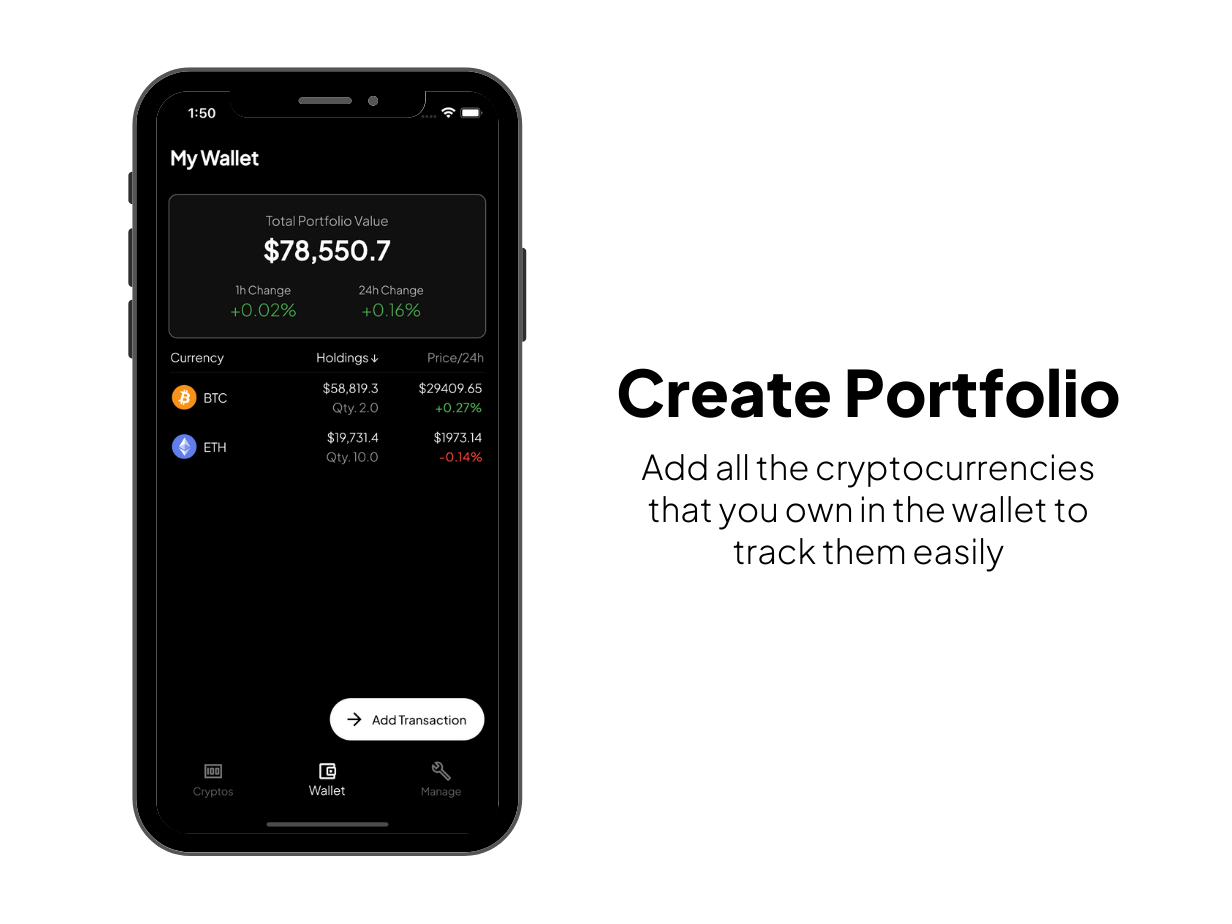 1:50
My Wallet
Total Portfolio Value
$78,550.7
1h Change 24h Change
+0.02% +0.16%
Currency Holdings↓ Price/24h
BTC $58,819.3 $29409.65
Qty. 2.0 +0.27%
ETH $19,731.4 $1973.14
Qty. 10.0 -0.14%
→ Add Transaction
100
Cryptos Wallet Manage
Create Portfolio
Add all the cryptocurrencies
that you own in the wallet to
track them easily